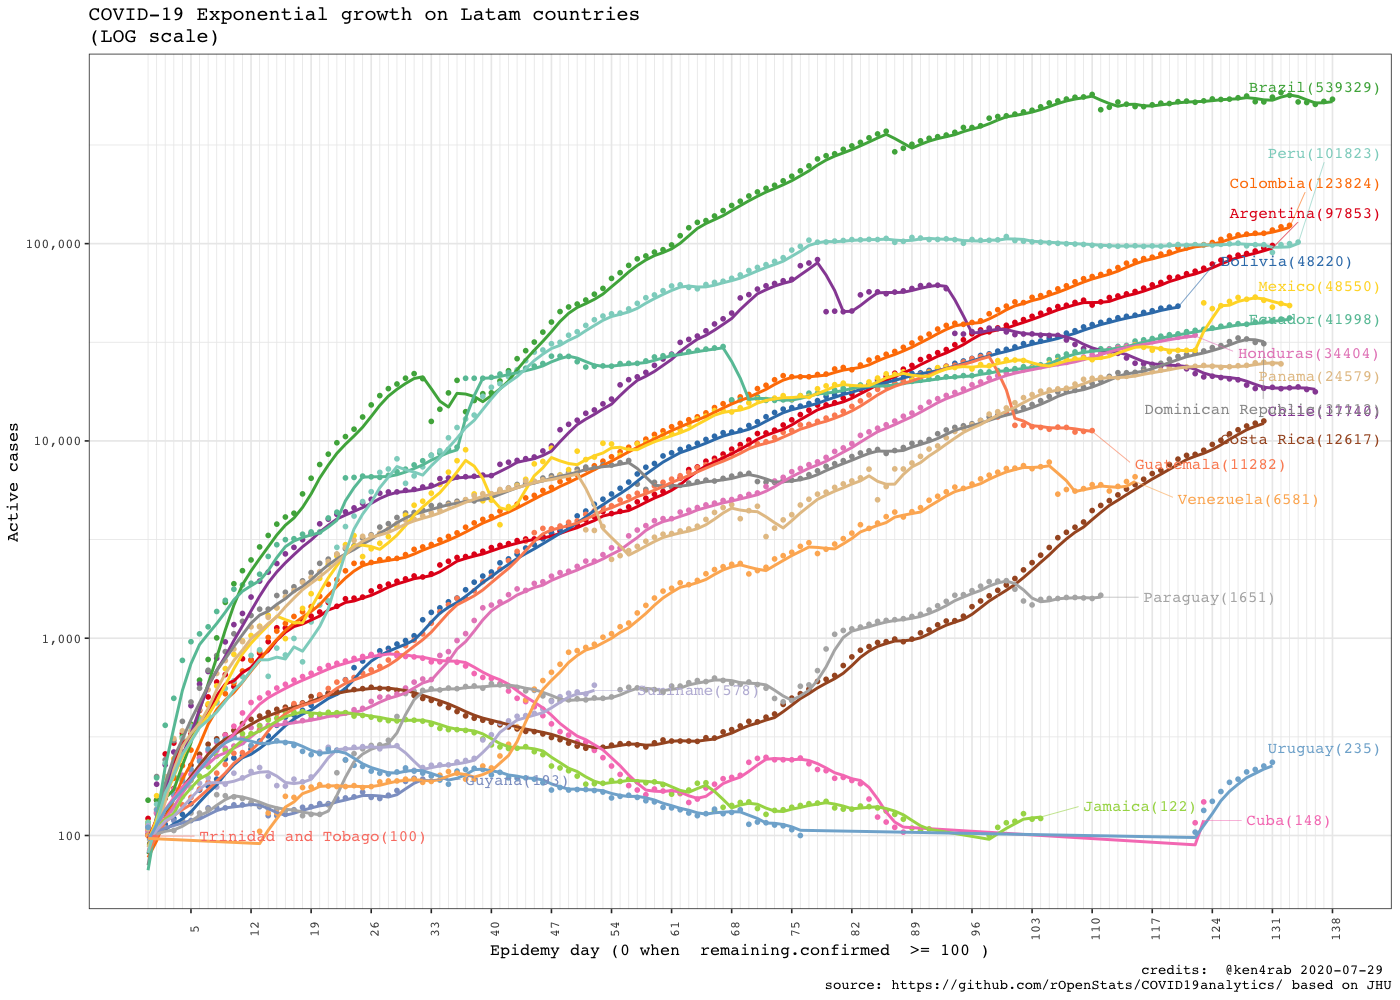 COVID-19 Exponential growth on Latam countries
(LOG scale)
Active cases
100,000
10,000
1,000
100
Brazil(539329)
Peru(101823)
Colombia(123824)
Argentina(97853)
Bolivia(48220)
Mexico(48550)
Ecuador(41998)
Honduras(34404)
Panama(24579)
Dominican Republic
Costa Rica(12617)
Guatemala(11282)
Venezuela(6581)
Paraguay(1651)
Suriname(578)
Uruguay(235)
Guyana(193)
Jamaica(122)
Cuba(148)
Trinidad and Tobago(100)
5 12 19 26 33 40 47 54 61 68 75 82 89 96 103 110 117 124 131 138
Epidemy day (0 when remaining.confirmed >= 100 )
credits: @ken4rab 2020-07-29
source: https://github.com/rOpenStats/COVID19analytics/ based on JHU